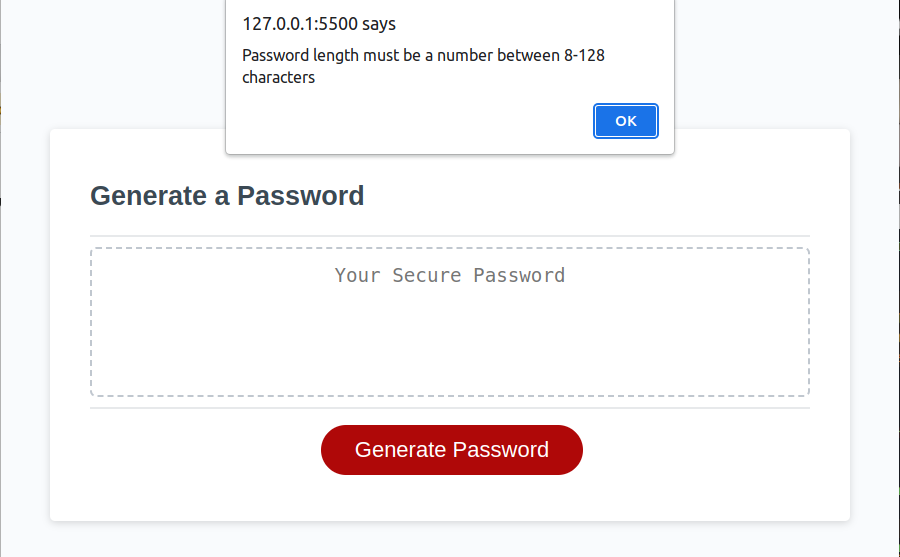 127.0.0.1:5500 says
Password length must be a number between 8-128
characters
OK
Generate a Password
Your Secure Password
Generate Password